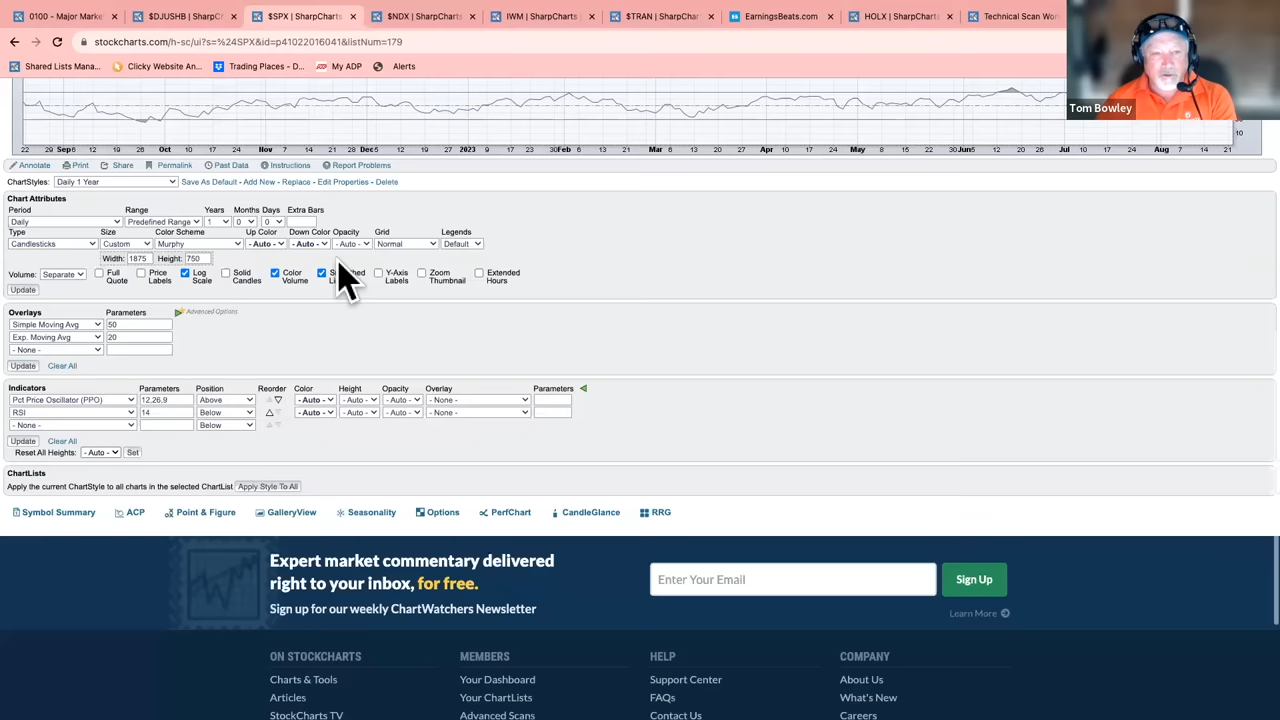 0100 - Major Marke
$DJUSHB | SharpC
$SPX | SharpCharts
$NDX | SharpCharts
IWM | SharpCharts
$TRAN | SharpChar
EarningsBeats.com
HOLX | SharpCharts
Technical Scan Wor
stockcharts.com/h-sc/ui?s=%24SPX&id=p41022016041&listNum=179
Shared Lists Mana...
Clicky Website An...
Trading Places - D...
ADP My ADP
Alerts
Tom Bowley
10
22 Sep 6 12 19 26 Oct 10 17 24 Nov 7 14 21 28 Dec 5 12 19 27 2023 9 17 23 Feb 6 13 21 Mar 6 13 20 27 Apr 10 17 24 May 8 15 22 Jun 5 12 20 26 Jul 10 17 24 Aug 7 14 21
Annotate Print Share Permalink Past Data Instructions Report Problems
ChartStyles: Daily 1 Year Save As Default - Add New - Replace - Edit Properties - Delete
Chart Attributes
Period Range Years Months Days Extra Bars
Daily Predefined Range 1 0 0
Type Size Color Scheme Up Color Down Color Opacity Grid Legends
Candlesticks Custom Murphy - Auto - - Auto - - Auto - Normal Default
Width: 1875 Height: 750
Volume: Separate Full Quote Price Labels Log Scale Solid Candles Color Volume Y-Axis Labels Zoom Thumbnail Extended Hours
Update
Overlays Parameters Advanced Options
Simple Moving Avg 50
Exp. Moving Avg 20
- None -
Update Clear All
Indicators Parameters Position Reorder Color Height Opacity Overlay Parameters
Pct Price Oscillator (PPO) 12,26,9 Above - Auto - - Auto - - Auto - - None -
RSI 14 Below - Auto - - Auto - - Auto - - None -
- None - Below
Update Clear All
Reset All Heights: - Auto - Set
ChartLists
Apply the current ChartStyle to all charts in the selected ChartList Apply Style To All
Symbol Summary ACP Point & Figure GalleryView Seasonality Options PerfChart CandleGlance RRG
Expert market commentary delivered
right to your inbox, for free.
Sign up for our weekly ChartWatchers Newsletter
Enter Your Email
Sign Up
Learn More
ON STOCKCHARTS MEMBERS HELP COMPANY
Charts & Tools Your Dashboard Support Center About Us
Articles Your ChartLists FAQs What's New
StockCharts TV Advanced Scans Contact Us Careers